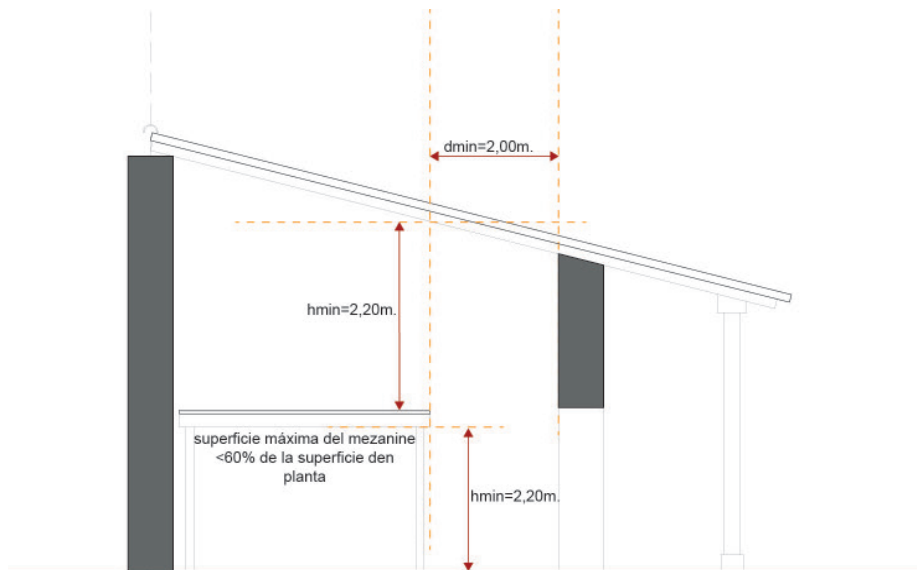 dmin=2,00m.
hmin=2,20m.
superficie máxima del mezanine
<60% de la superficie den
planta
hmin=2,20m.